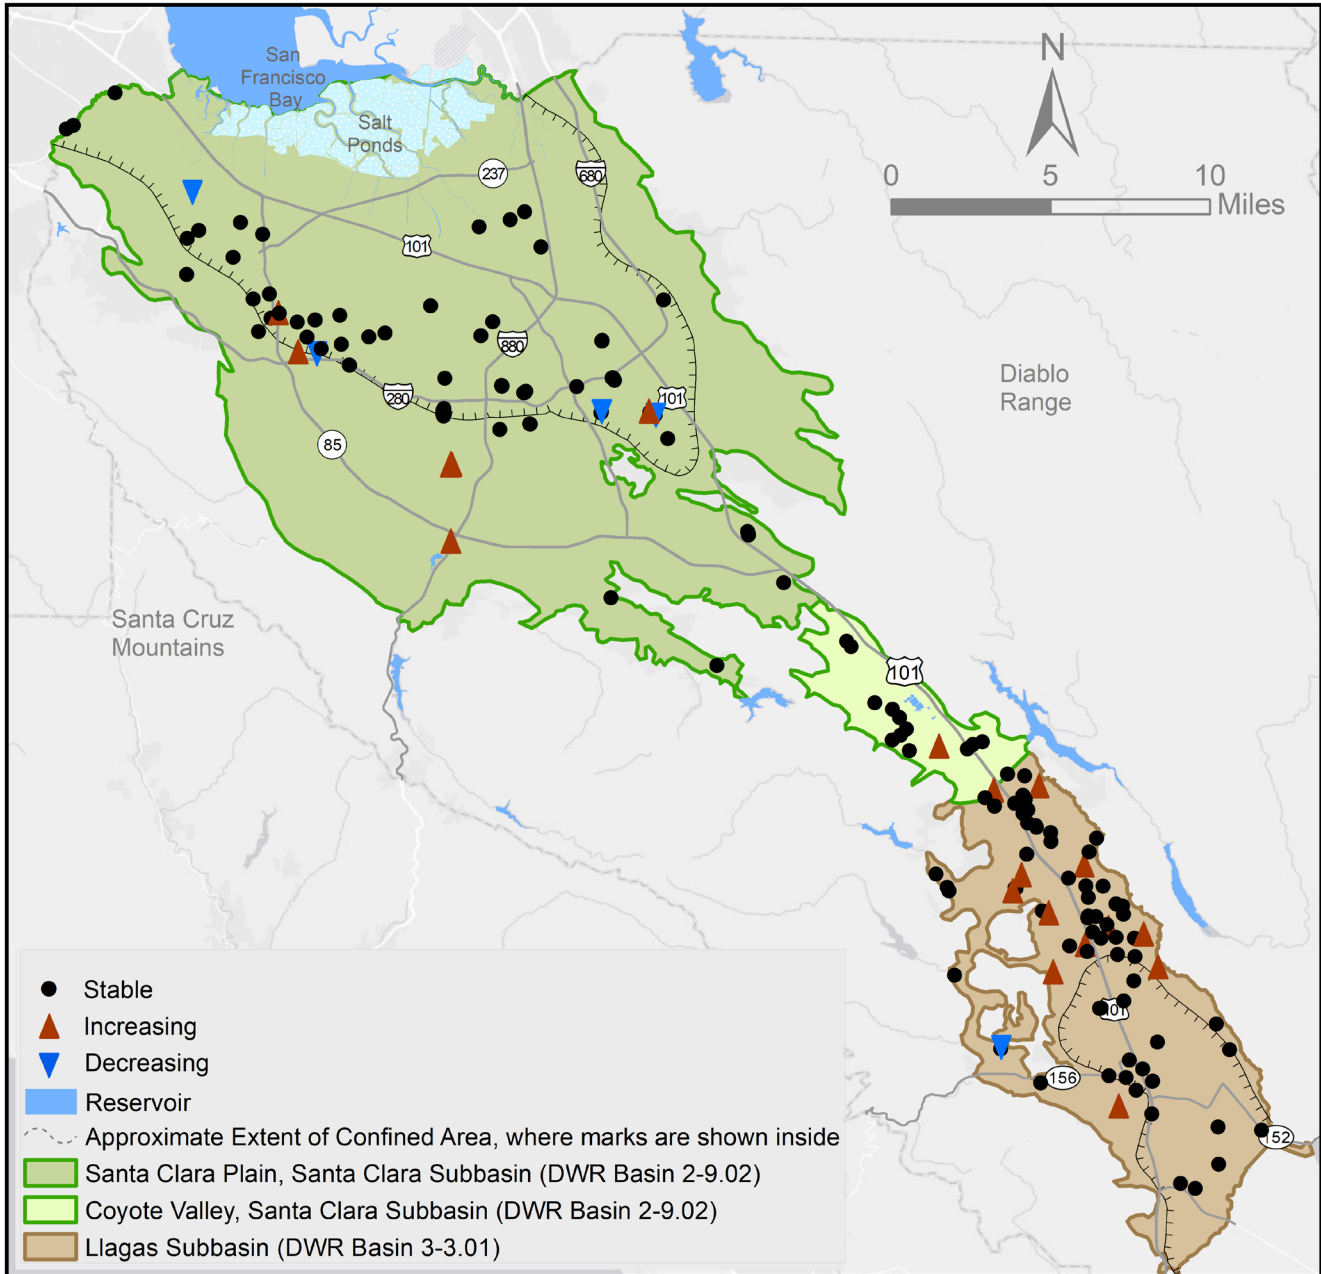 San
Francisco
Bay
Salt
Ponds
N
0 5 10
Miles
237
680
101
880
280
101
85
Diablo
Range
Santa Cruz
Mountains
101
101
156
152
Stable
Increasing
Decreasing
Reservoir
Approximate Extent of Confined Area, where marks are shown inside
Santa Clara Plain, Santa Clara Subbasin (DWR Basin 2-9.02)
Coyote Valley, Santa Clara Subbasin (DWR Basin 2-9.02)
Llagas Subbasin (DWR Basin 3-3.01)